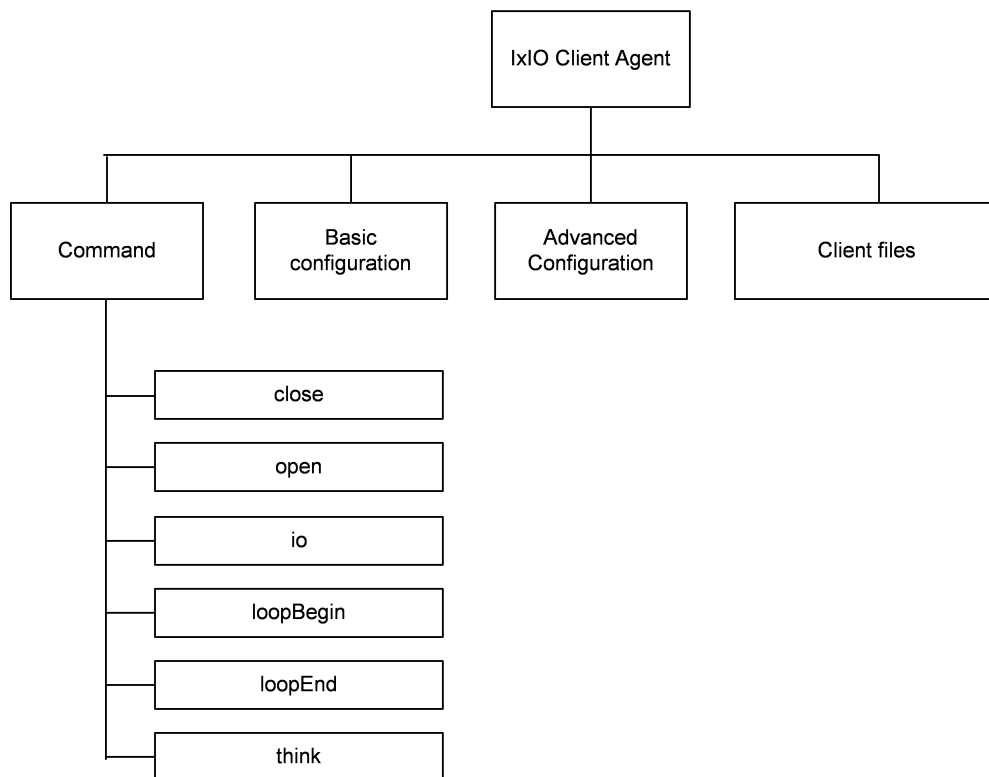 IxIO Client Agent
Command
Basic
configuration
Advanced
Configuration
Client files
close
open
io
loopBegin
loopEnd
think